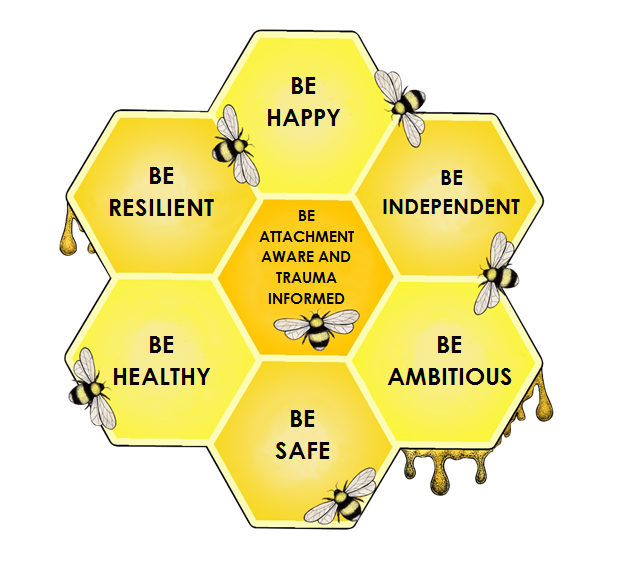 BE
HAPPY
BE
RESILIENT
BE
INDEPENDENT
BE
ATTACHMENT
AWARE AND
TRAUMA
INFORMED
BE
HEALTHY
BE
AMBITIOUS
BE
SAFE